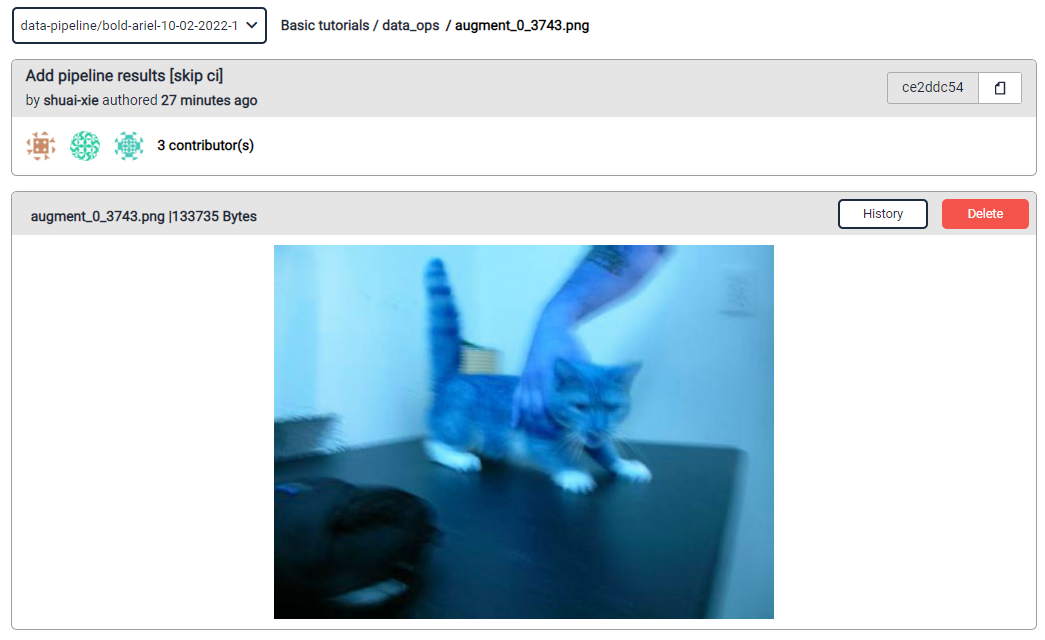 data-pipeline/bold-ariel-10-02-2022-1
Basic tutorials / data_ops / augment_0_3743.png
Add pipeline results [skip ci]
by shuai-xie authored 27 minutes ago
ce2ddc54
3 contributor(s)
augment_0_3743.png |133735 Bytes
History
Delete